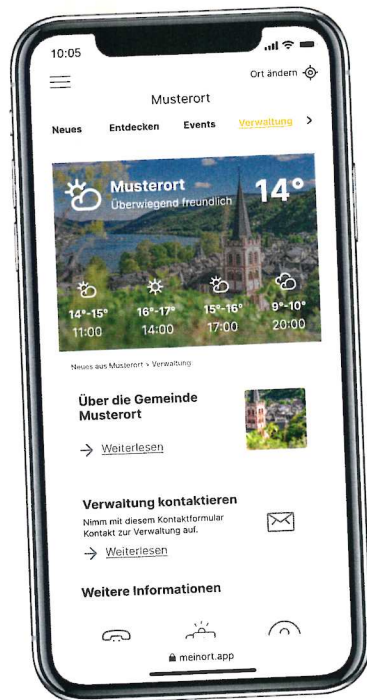 10:05
Ort ändern
Musterort
Neues Entdecken Events Verwaltung >
Musterort
Überwiegend freundlich
14°
14°-15° 16°-17° 15°-16° 9°-10°
11:00 14:00 17:00 20:00
Neues aus Musterort > Verwaltung
Über die Gemeinde
Musterort
→ Weiterlesen
Verwaltung kontaktieren
Nimm mit diesem Kontaktformular
Kontakt zur Verwaltung auf.
→ Weiterlesen
Weitere Informationen
meinort.app